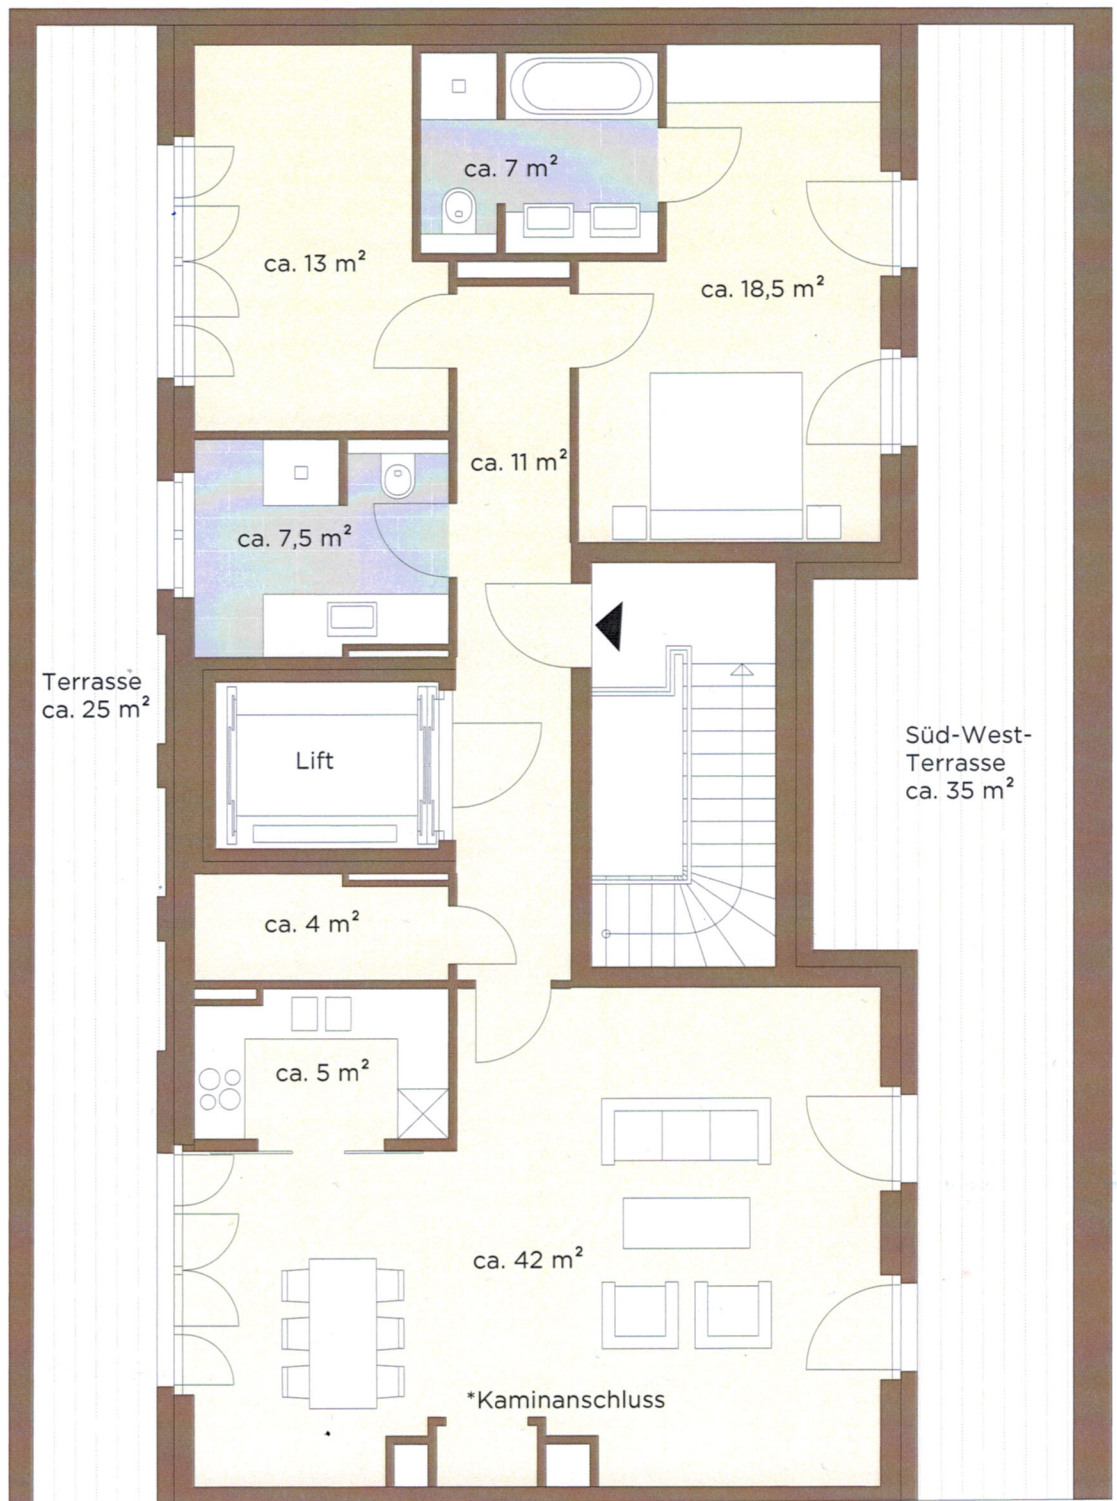 ca. 7 m²
ca. 13 m²
ca. 18,5 m²
ca. 11 m²
ca. 7,5 m²
Terrasse
ca. 25 m²
Lift
Süd-West-
Terrasse
ca. 35 m²
ca. 4 m²
ca. 5 m²
ca. 42 m²
*Kaminanschluss